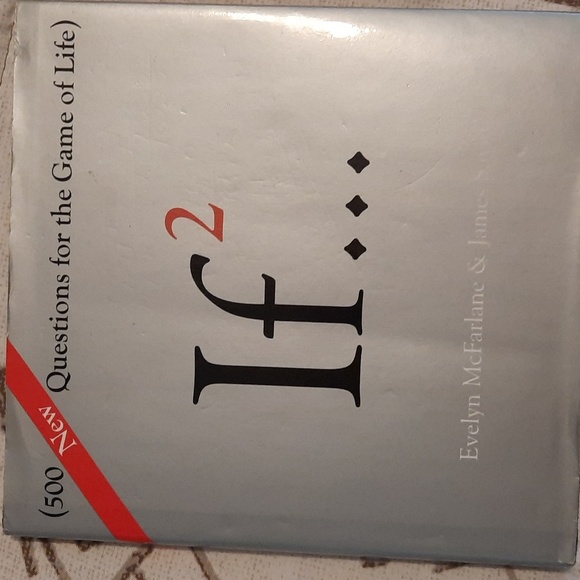 (500 New Questions for the Game of Life)
If²...
Evelyn McFarlane & James